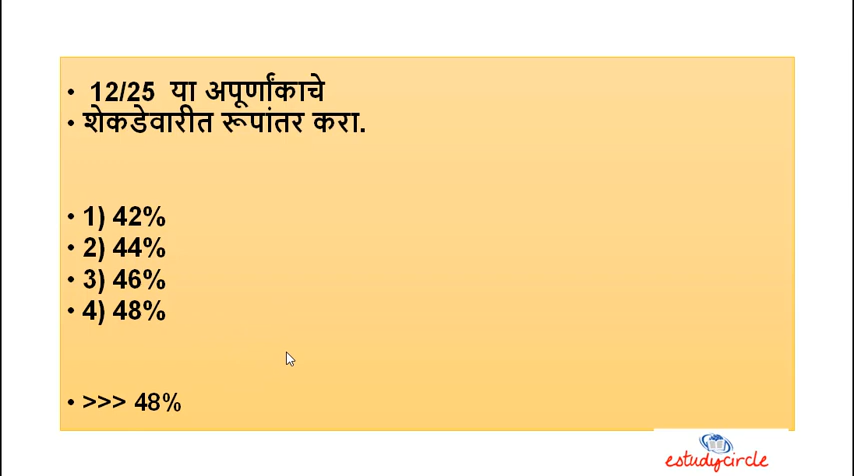 • 12/25 या अपूर्णांकाचे
• शेकडेवारीत रूपांतर करा.
• 1) 42%
• 2) 44%
• 3) 46%
• 4) 48%
• >>> 48%
estudycircle